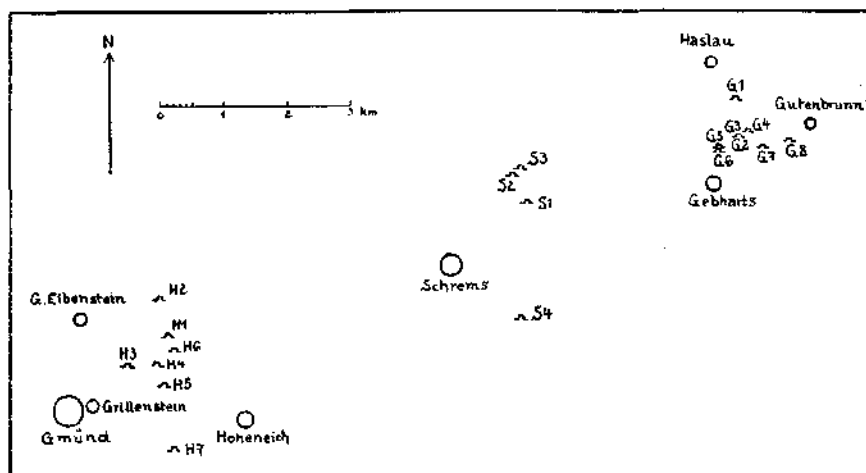 N
0 1 2 3 km
Haslau
G1
Gutenbrunn
G3 G4
G5 G2
G6 G7 G8
Gebharts
S3
S2
S1
Schrems
S4
G.Eibenstein
H2
H1
H6
H3
H4
H5
Grillenstein
Gmünd
Hoheneich
H7